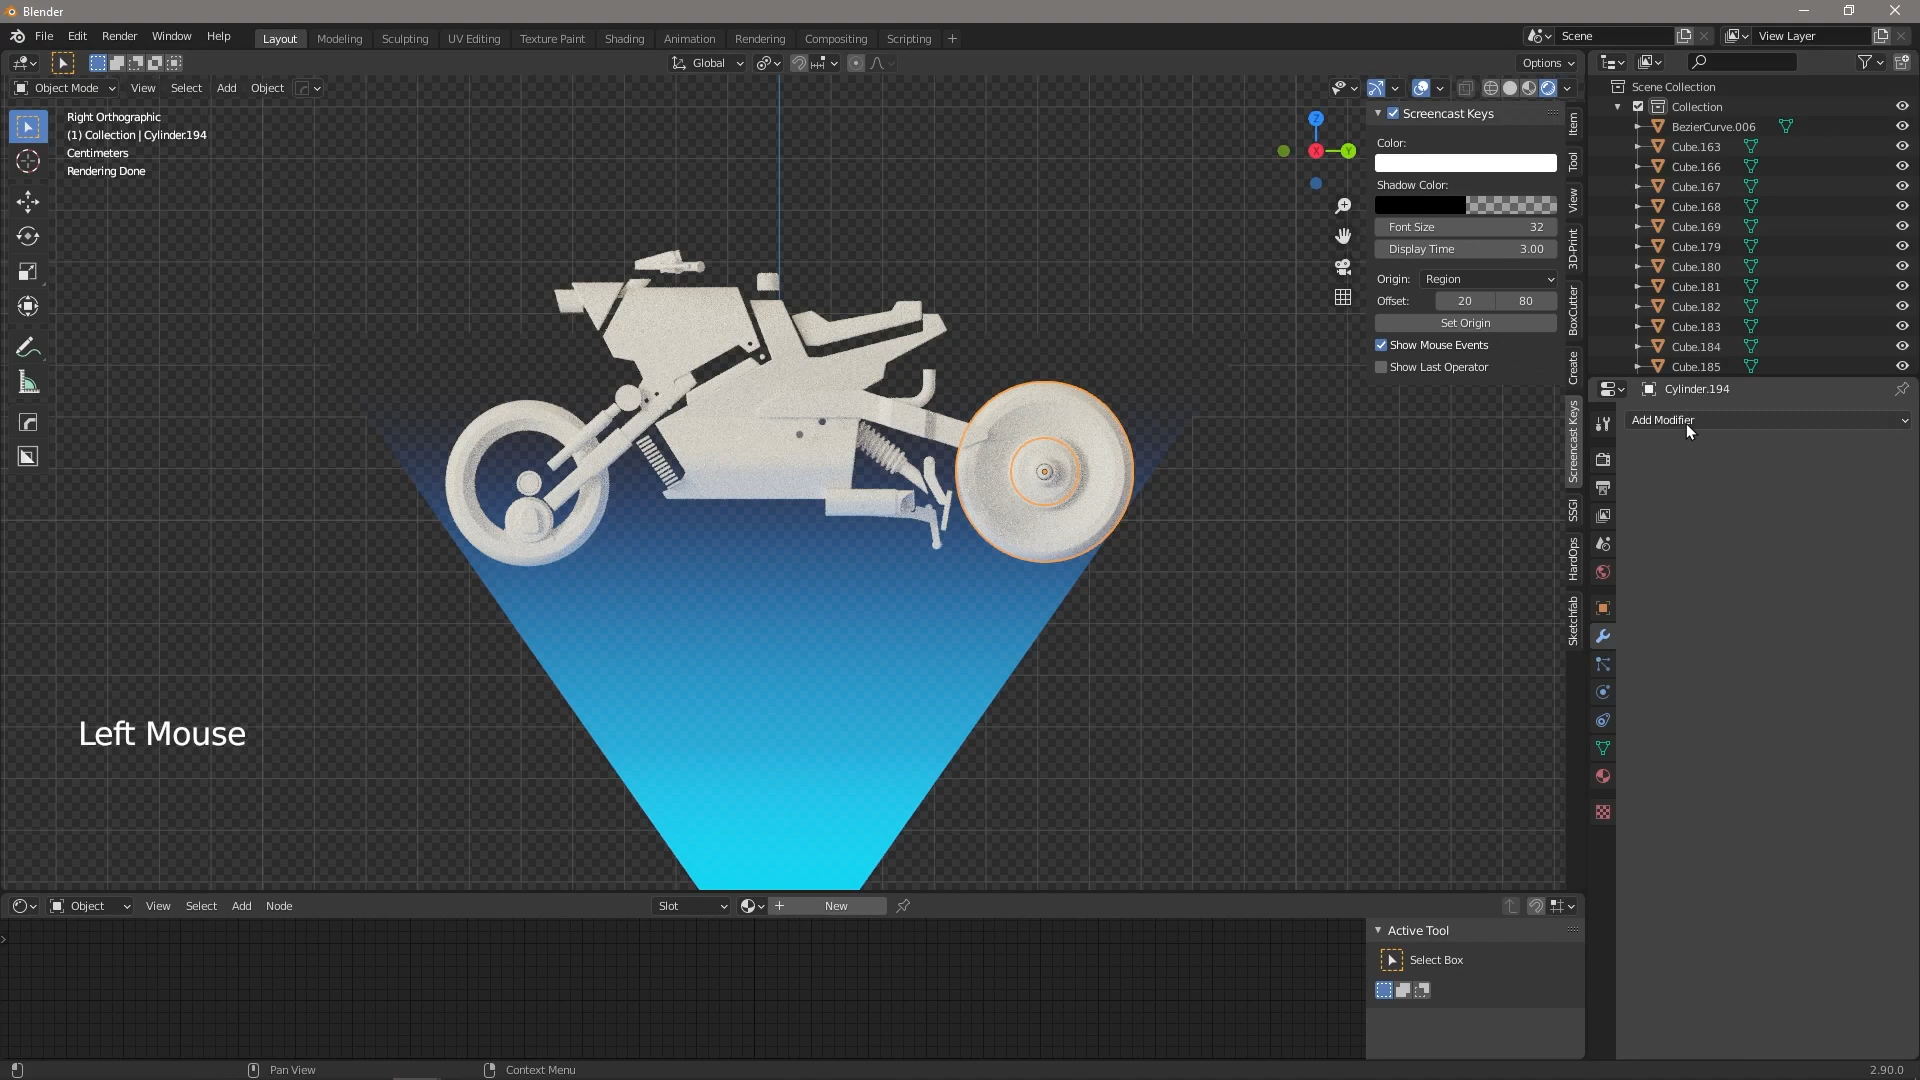 Blender
File Edit Render Window Help Layout Modeling Sculpting UV Editing Texture Paint Shading Animation Rendering Compositing Scripting + Scene View Layer
Global Options
Object Mode View Select Add Object
Right Orthographic
(1) Collection | Cylinder.194
Centimeters
Rendering Done
Z
X
Y
Screencast Keys
Color:
Shadow Color:
Font Size 32
Display Time 3.00
Origin: Region
Offset: 20 80
Set Origin
Show Mouse Events
Show Last Operator
Item
Tool
View
3D-Print
BoxCutter
Create
Screencast Keys
SSGI
HardOps
Sketchfab
Scene Collection
Collection
BezierCurve.006
Cube.163
Cube.166
Cube.167
Cube.168
Cube.169
Cube.179
Cube.180
Cube.181
Cube.182
Cube.183
Cube.184
Cube.185
Cylinder.194
Add Modifier
Left Mouse
Object View Select Add Node Slot New
Active Tool
Select Box
Pan View Context Menu 2.90.0